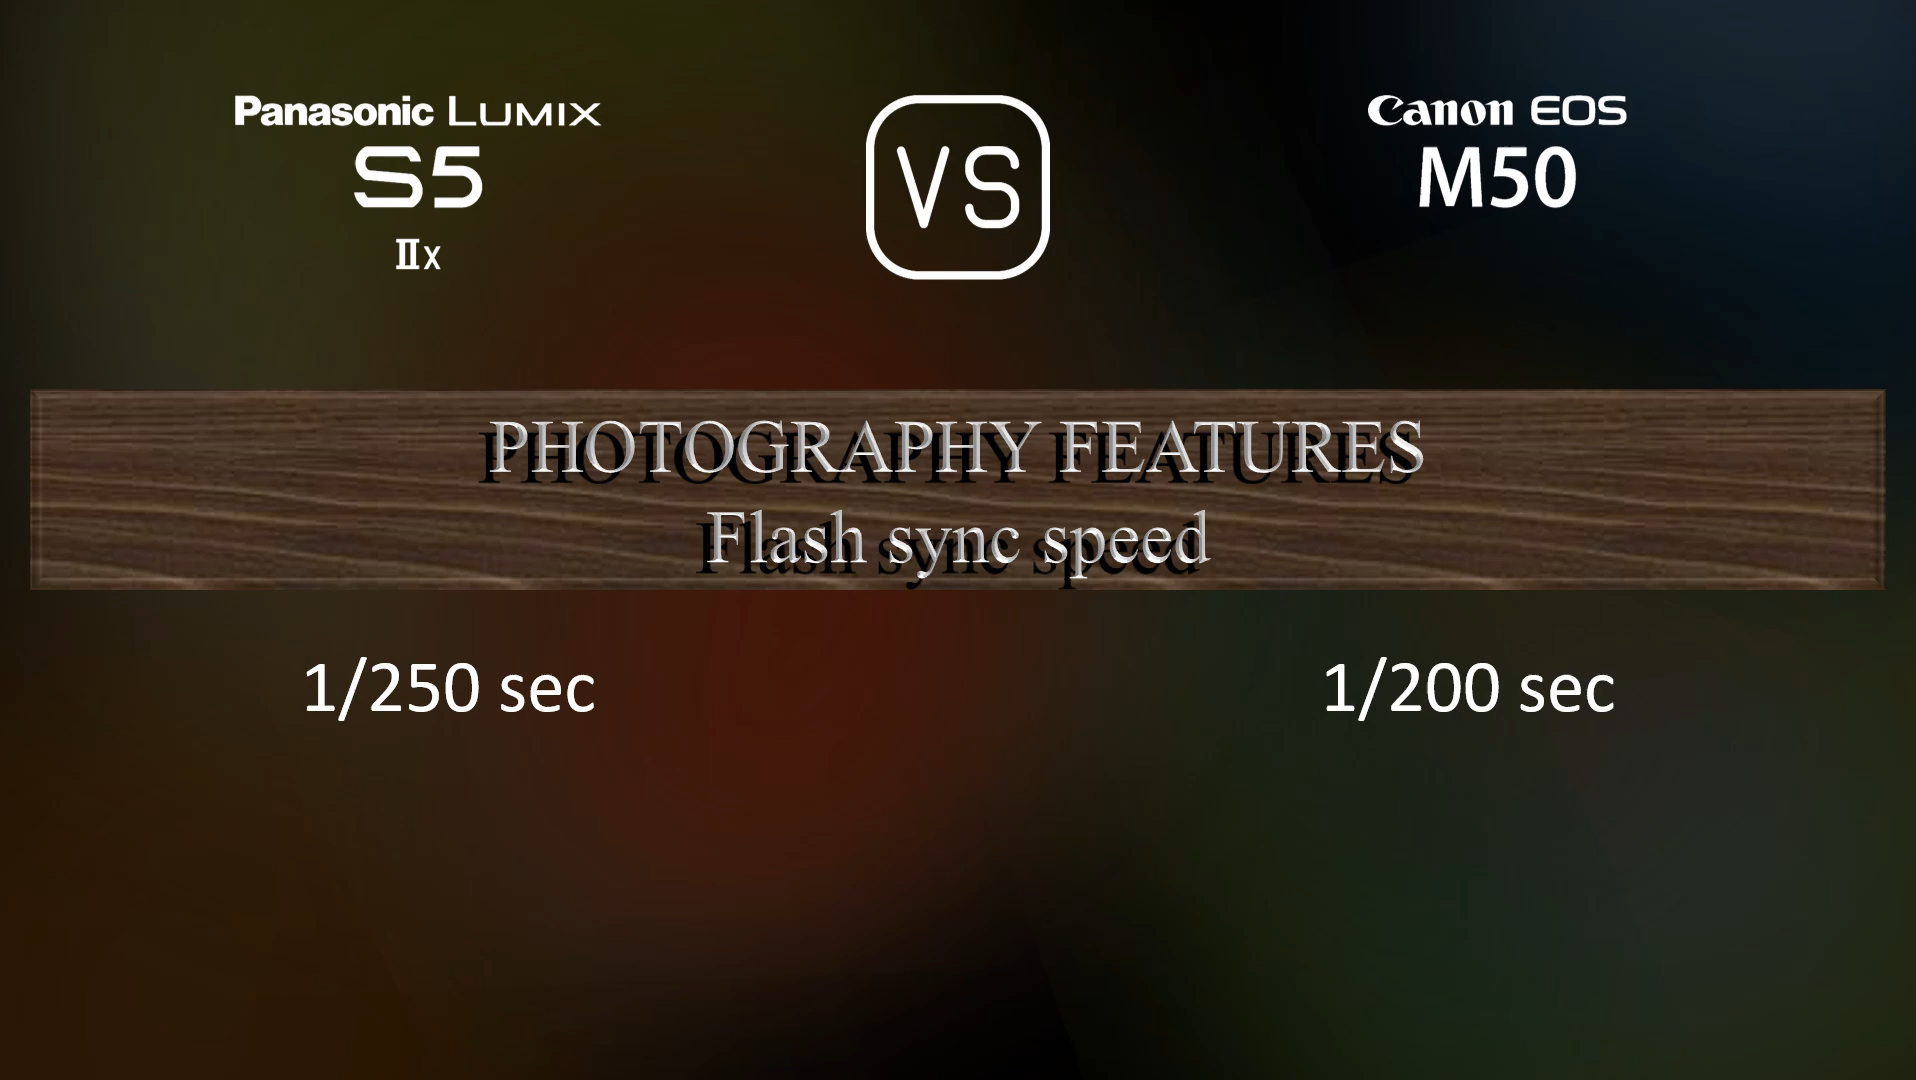 Panasonic LUMIX
S5
IIx
VS
Canon EOS
M50
PHOTOGRAPHY FEATURES
Flash sync speed
1/250 sec
1/200 sec